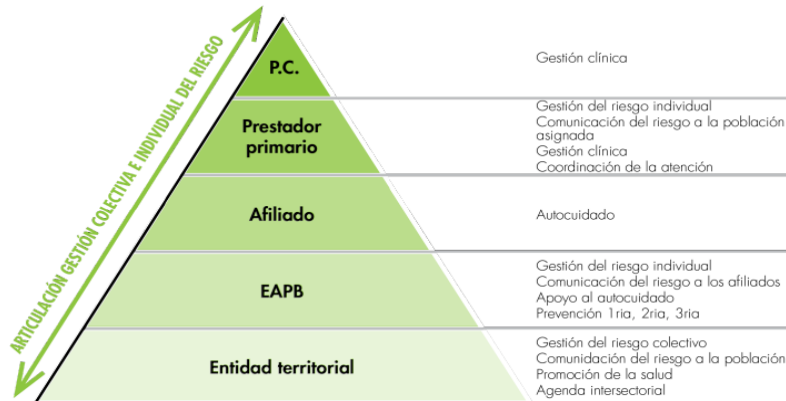 ARTICULACIÓN GESTIÓN COLECTIVA E INDIVIDUAL DEL RIESGO
P.C.
Gestión clínica
Prestador
primario
Gestión del riesgo individual
Comunicación del riesgo a la población
asignada
Gestión clínica
Coordinación de la atención
Afiliado
Autocuidado
EAPB
Gestión del riesgo individual
Comunicación del riesgo a los afiliados
Apoyo al autocuidado
Prevención 1ria, 2ria, 3ria
Entidad territorial
Gestión del riesgo colectivo
Comunidación del riesgo a la población
Promoción de la salud
Agenda intersectorial